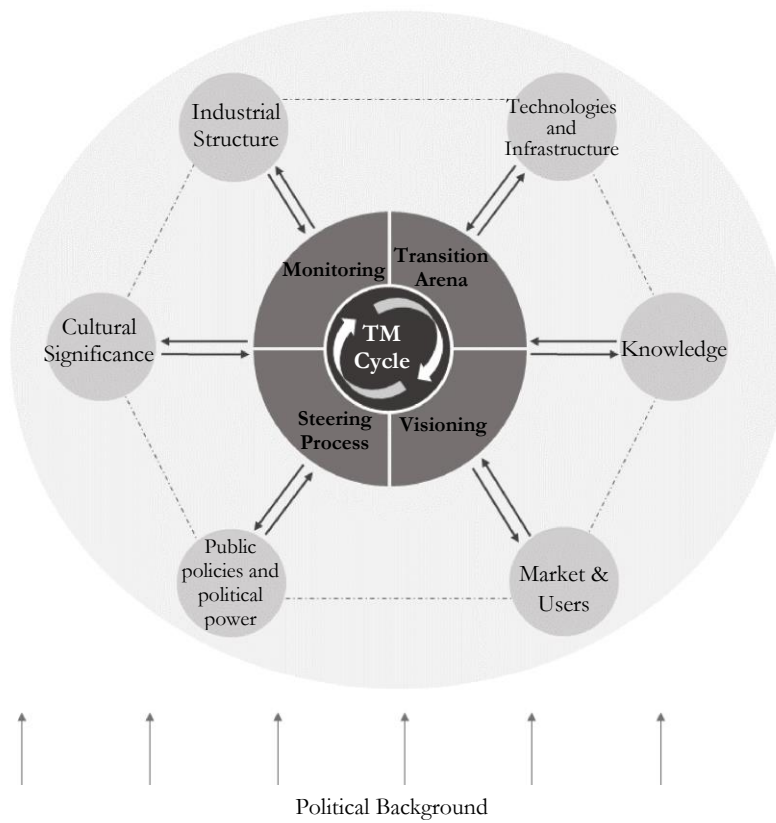 Industrial
Structure
Technologies
and
Infrastructure
Monitoring
Transition
Arena
Cultural
Significance
TM
Cycle
Knowledge
Steering
Process
Visioning
Public
policies and
political
power
Market &
Users
Political Background